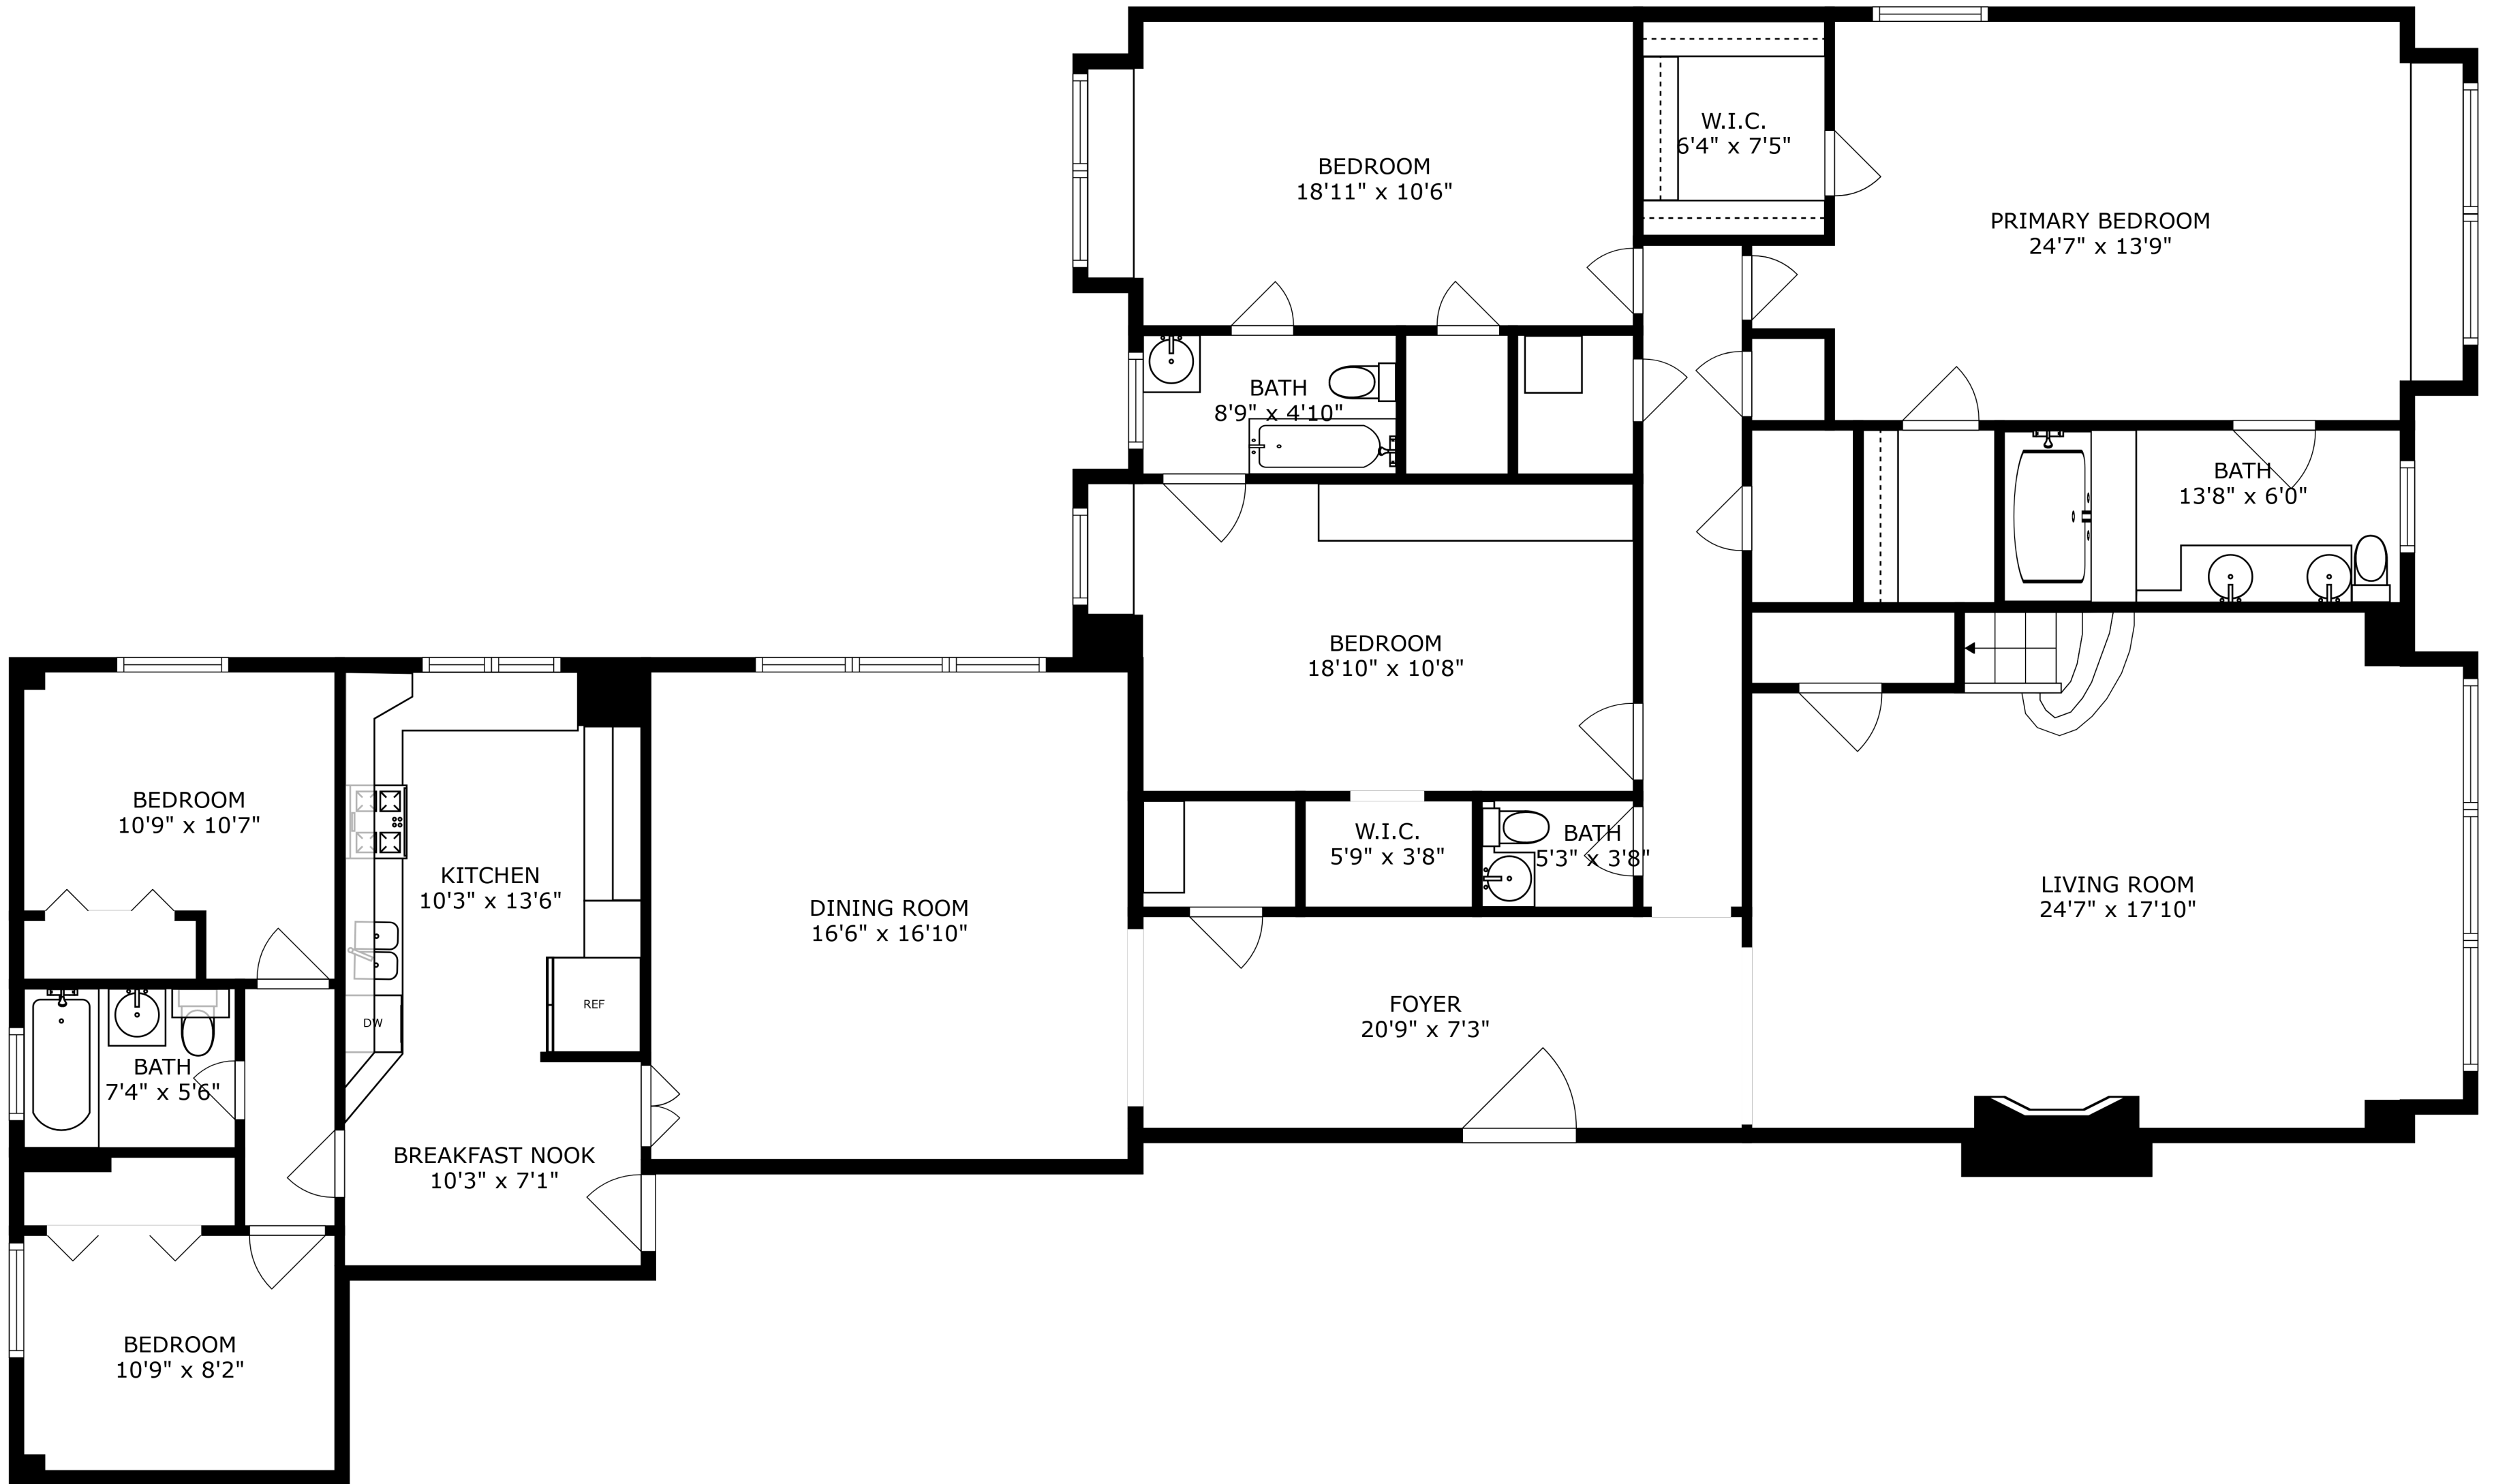 W.I.C.
6'4" x 7'5"
BEDROOM
18'11" x 10'6"
PRIMARY BEDROOM
24'7" x 13'9"
BATH
8'9" x 4'10"
BATH
13'8" x 6'0"
BEDROOM
18'10" x 10'8"
BEDROOM
10'9" x 10'7"
W.I.C.
5'9" x 3'8"
BATH
5'3" x 3'8"
KITCHEN
10'3" x 13'6"
LIVING ROOM
24'7" x 17'10"
DINING ROOM
16'6" x 16'10"
REF
FOYER
20'9" x 7'3"
DW
BATH
7'4" x 5'6"
BREAKFAST NOOK
10'3" x 7'1"
BEDROOM
10'9" x 8'2"